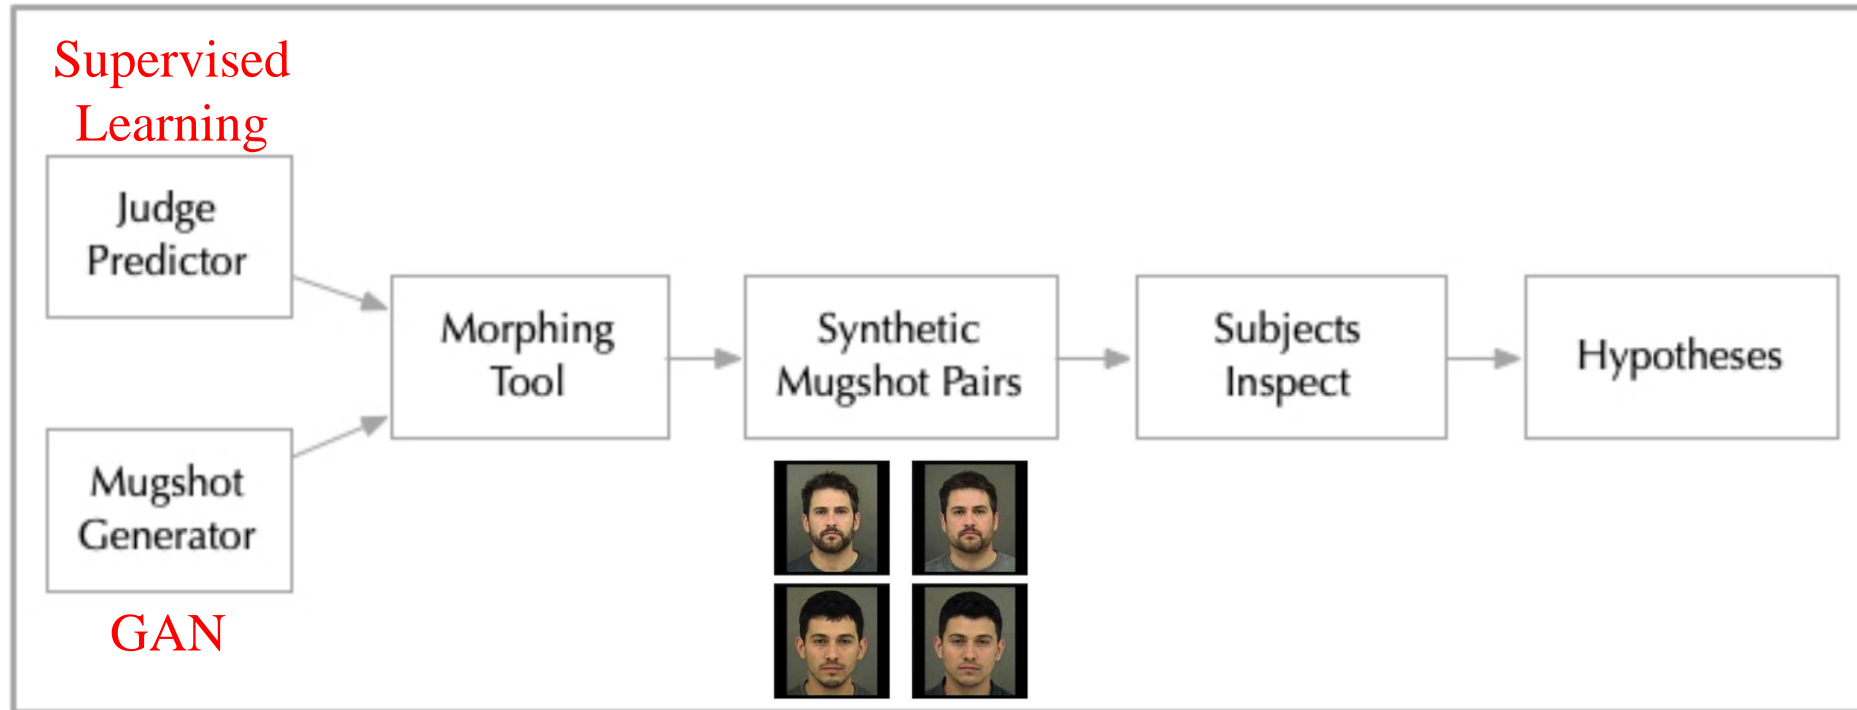 Supervised
Learning
Judge
Predictor
Mugshot
Generator
GAN
Morphing
Tool
Synthetic
Mugshot Pairs
Subjects
Inspect
Hypotheses